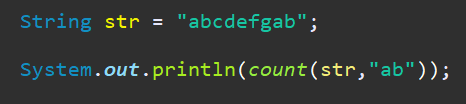 String str = "abcdefgab";
System.out.println(count(str,"ab"));